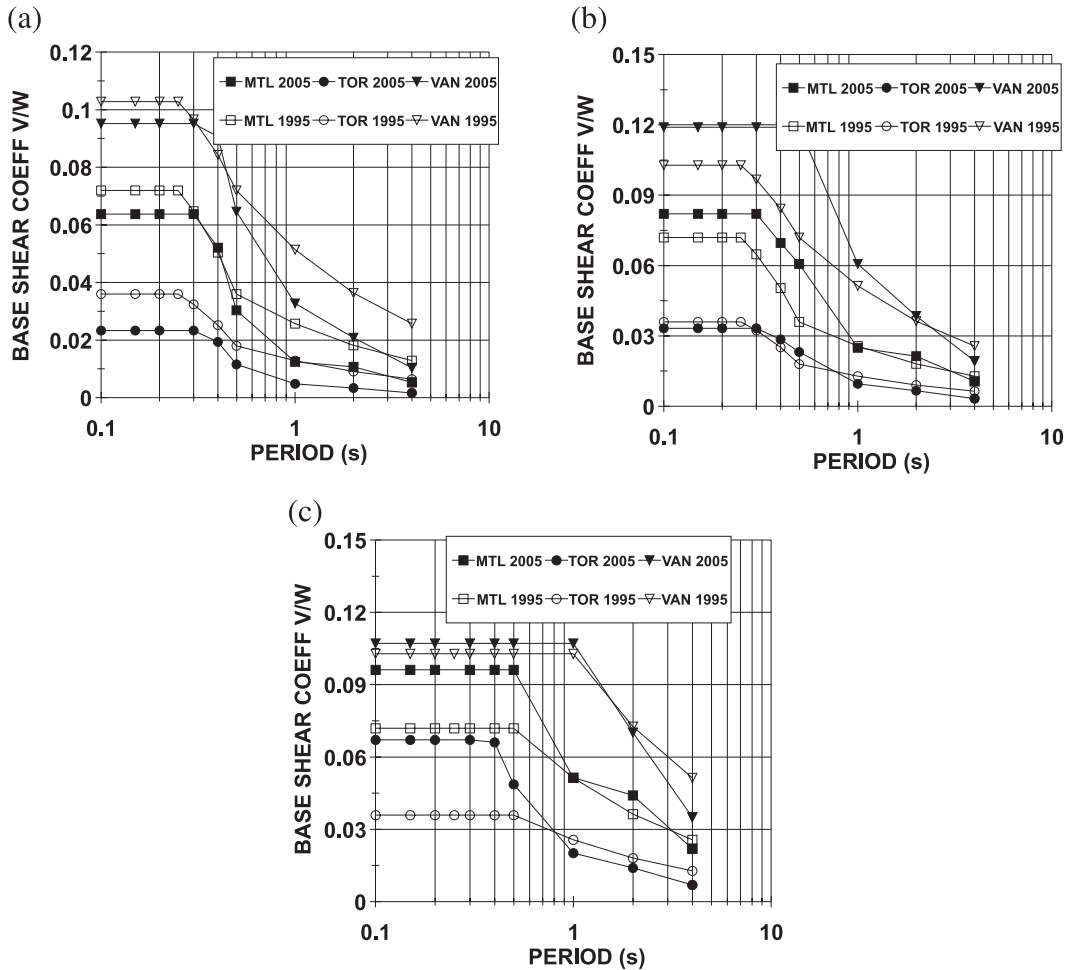 (a)
0.12
0.1
0.08
0.06
0.04
0.02
0
BASE SHEAR COEFF V/W
MTL 2005 TOR 2005 VAN 2005
MTL 1995 TOR 1995 VAN 1995
0.1 1 10
PERIOD (s)
(b)
0.15
0.12
0.09
0.06
0.03
0
BASE SHEAR COEFF V/W
MTL 2005 TOR 2005 VAN 2005
MTL 1995 TOR 1995 VAN 1995
0.1 1 10
PERIOD (s)
(c)
0.15
0.12
0.09
0.06
0.03
0
BASE SHEAR COEFF V/W
MTL 2005 TOR 2005 VAN 2005
MTL 1995 TOR 1995 VAN 1995
0.1 1 10
PERIOD (s)